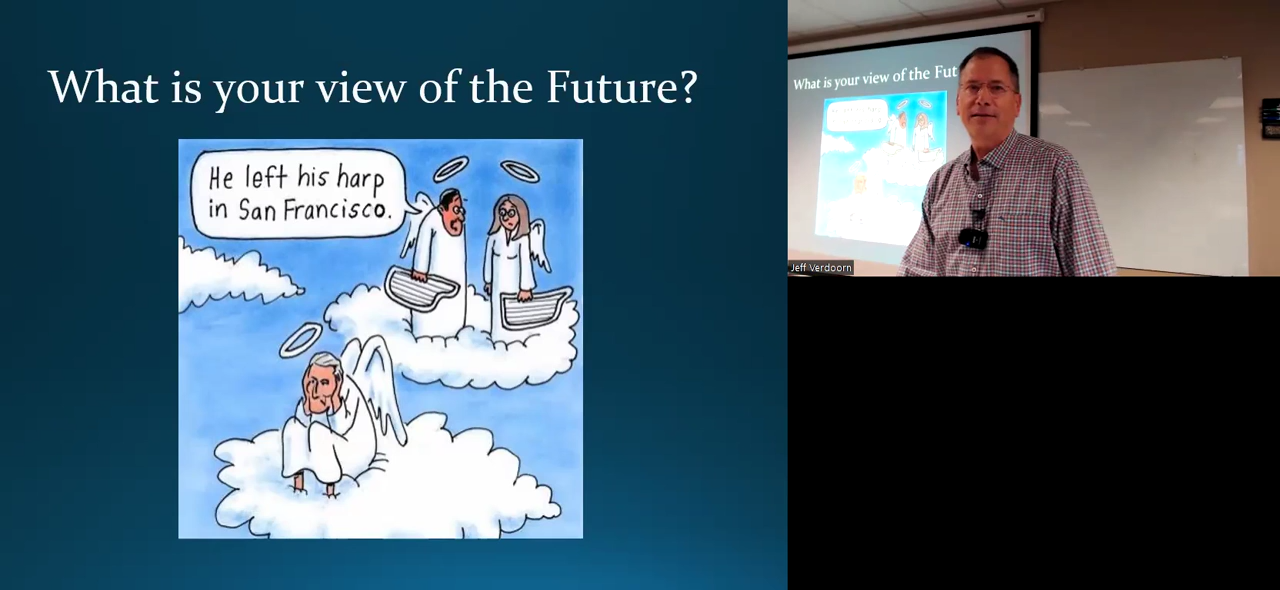 What is your view of the Future?
He left his harp
in San Francisco.
What is your view of the Fut
Jeff Verdoorn